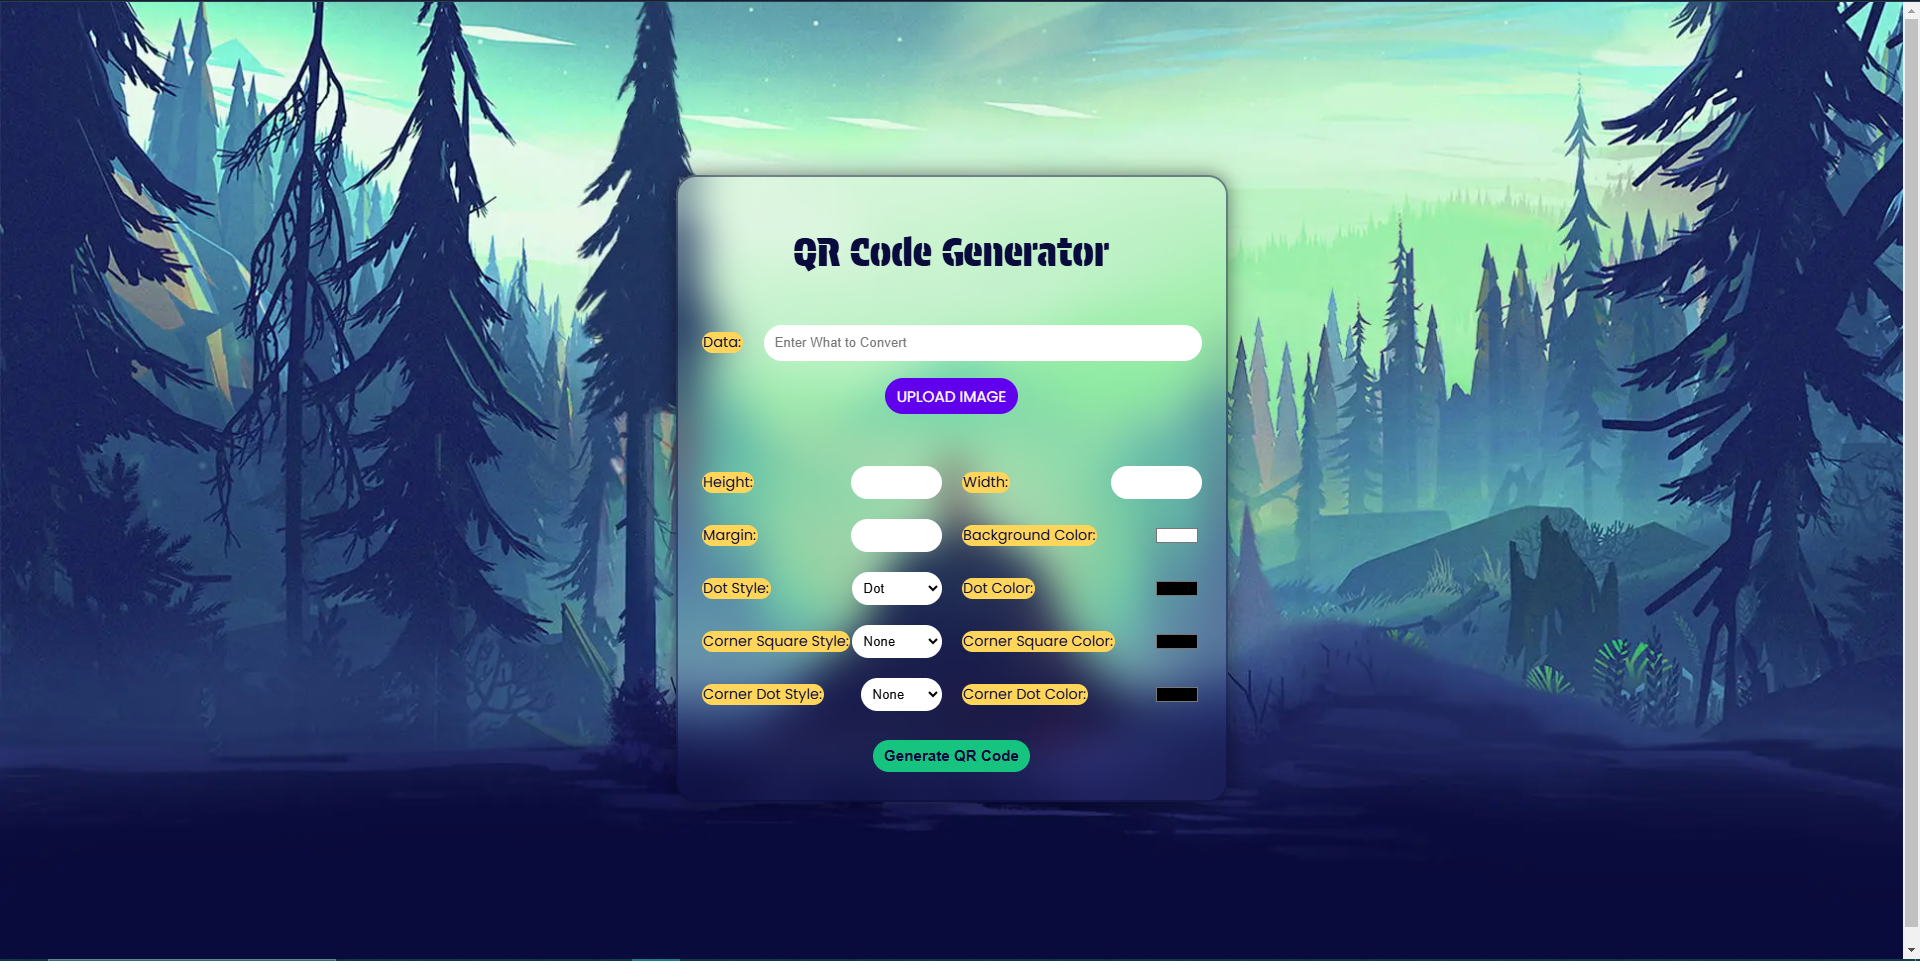 QR Code Generator
Data: Enter What to Convert
UPLOAD IMAGE
Height: Width:
Margin: Background Color:
Dot Style: Dot Dot Color:
Corner Square Style: None Corner Square Color:
Corner Dot Style: None Corner Dot Color:
Generate QR Code